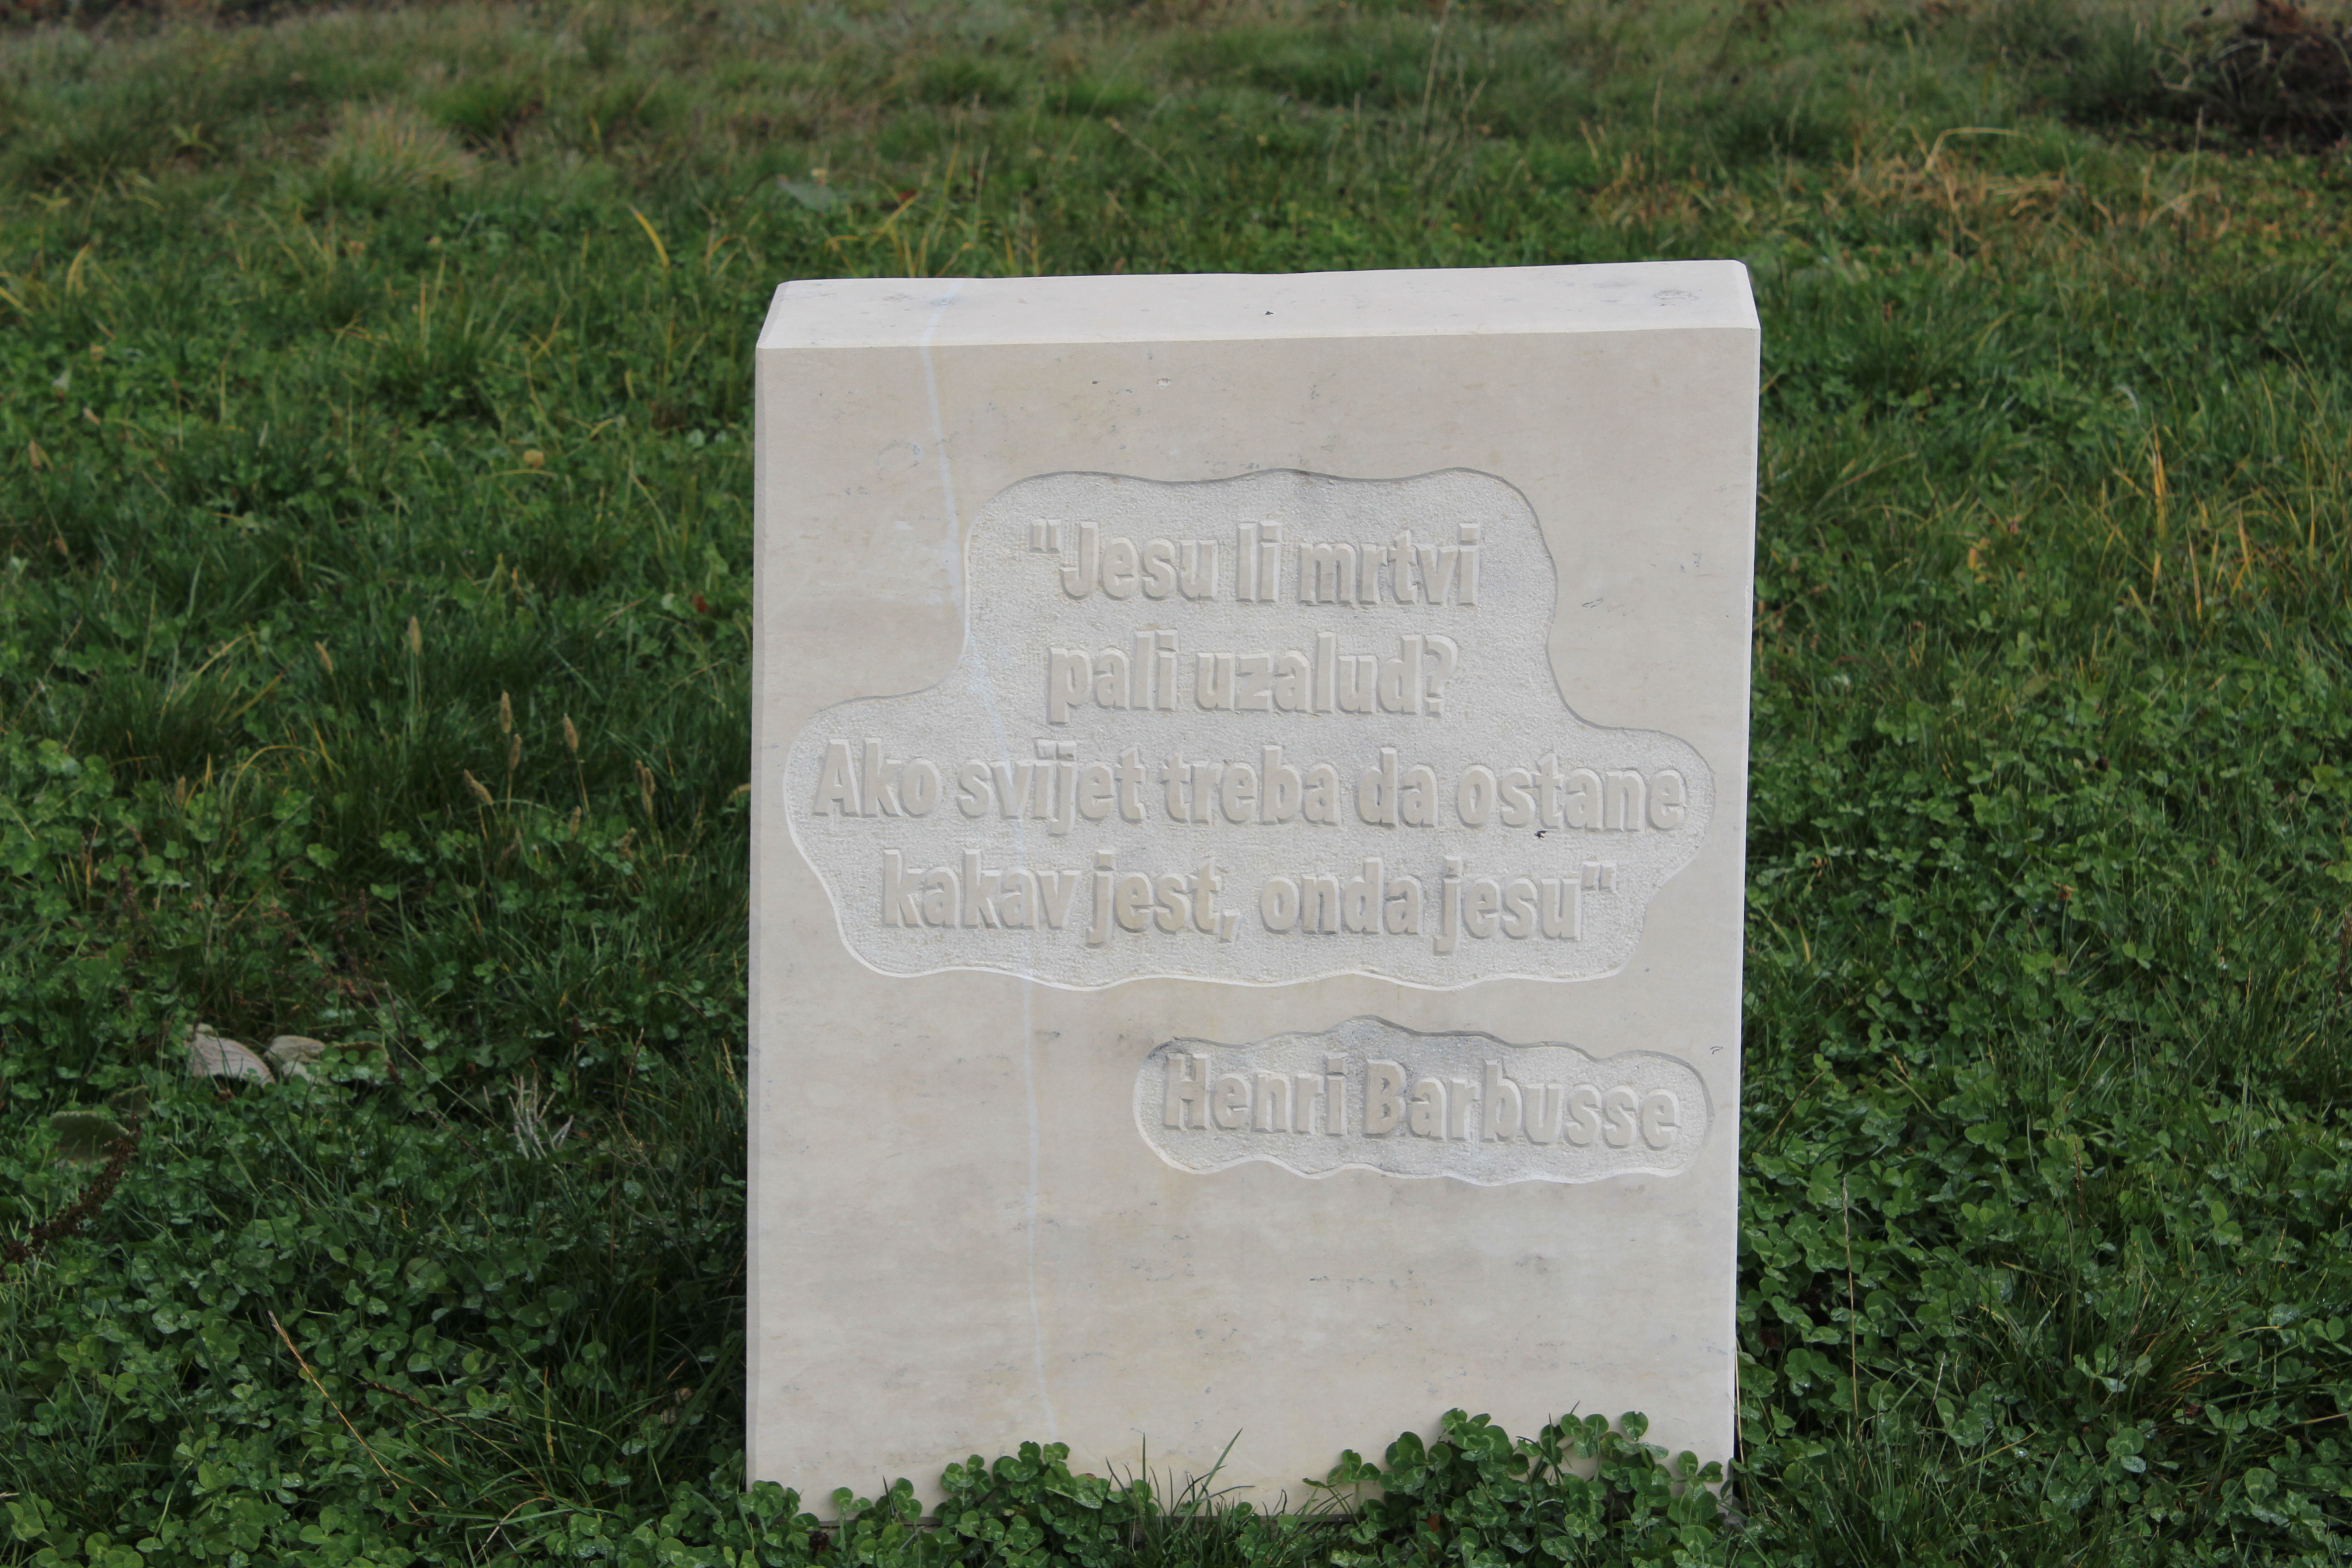 "Jesu li mrtvi
pali uzalud?
Ako svijet treba da ostane
kakav jest, onda jesu"
Henri Barbusse